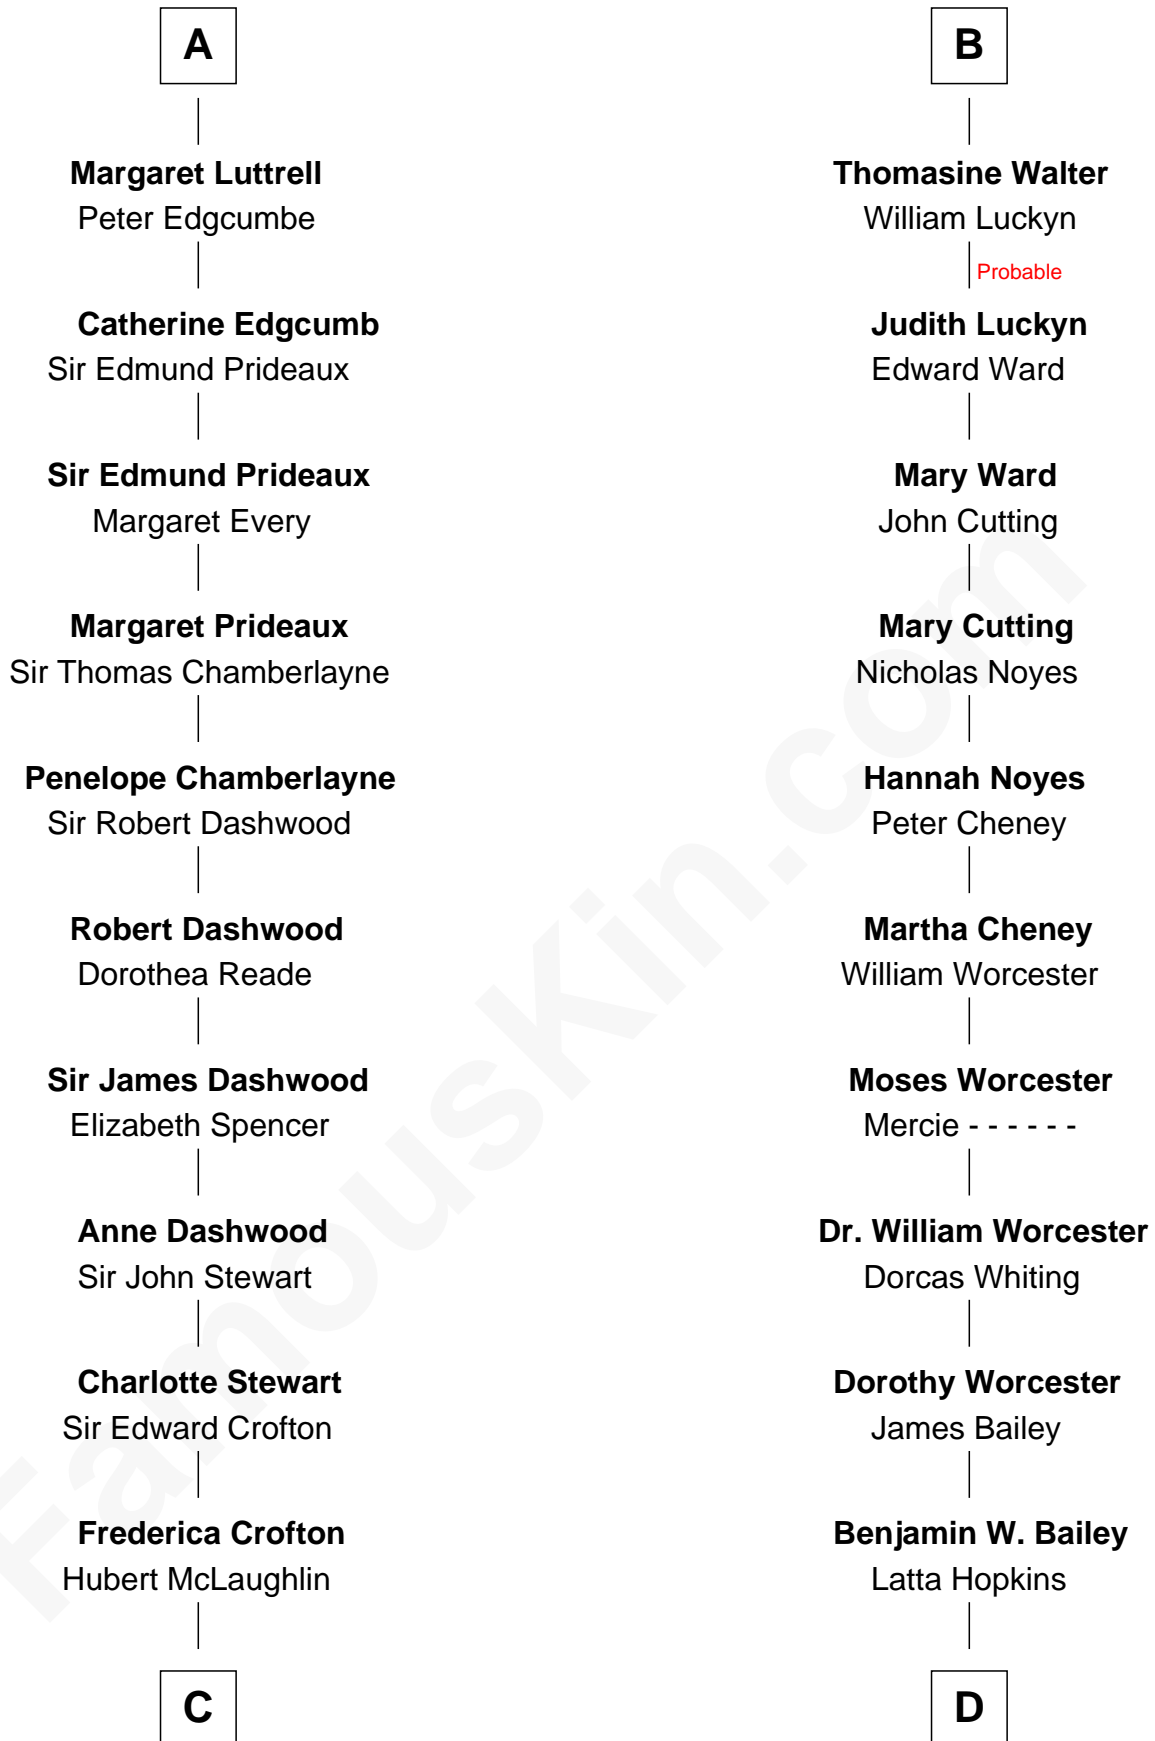 A
Margaret Luttrell
Peter Edgcumbe
Catherine Edgcumb
Sir Edmund Prideaux
Sir Edmund Prideaux
Margaret Every
Margaret Prideaux
Sir Thomas Chamberlayne
Penelope Chamberlayne
Sir Robert Dashwood
Robert Dashwood
Dorothea Reade
Sir James Dashwood
Elizabeth Spencer
Anne Dashwood
Sir John Stewart
Charlotte Stewart
Sir Edward Crofton
Frederica Crofton
Hubert McLaughlin
C
B
Thomasine Walter
William Luckyn
Probable
Judith Luckyn
Edward Ward
Mary Ward
John Cutting
Mary Cutting
Nicholas Noyes
Hannah Noyes
Peter Cheney
Martha Cheney
William Worcester
Moses Worcester
Mercie - - - - - -
Dr. William Worcester
Dorcas Whiting
Dorothy Worcester
James Bailey
Benjamin W. Bailey
Latta Hopkins
D
FamousKin.com